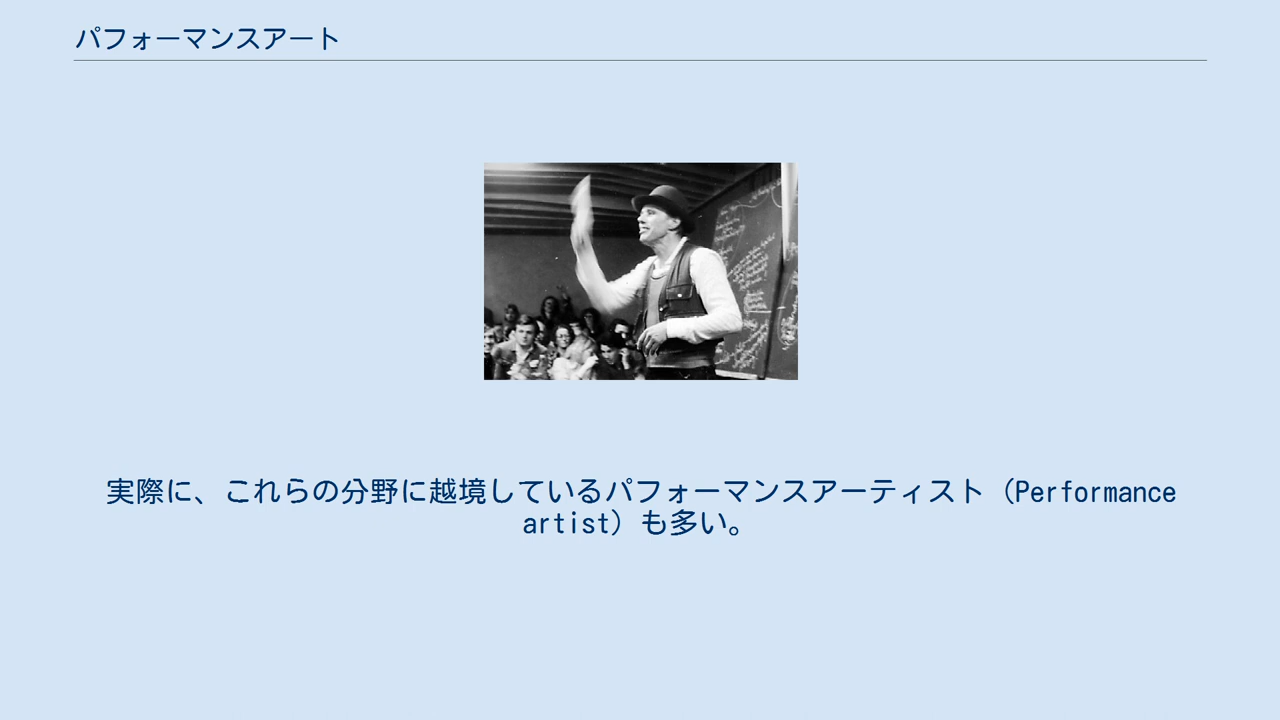 パフォーマンスアート
実際に、これらの分野に越境しているパフォーマンスアーティスト（Performance
artist）も多い。